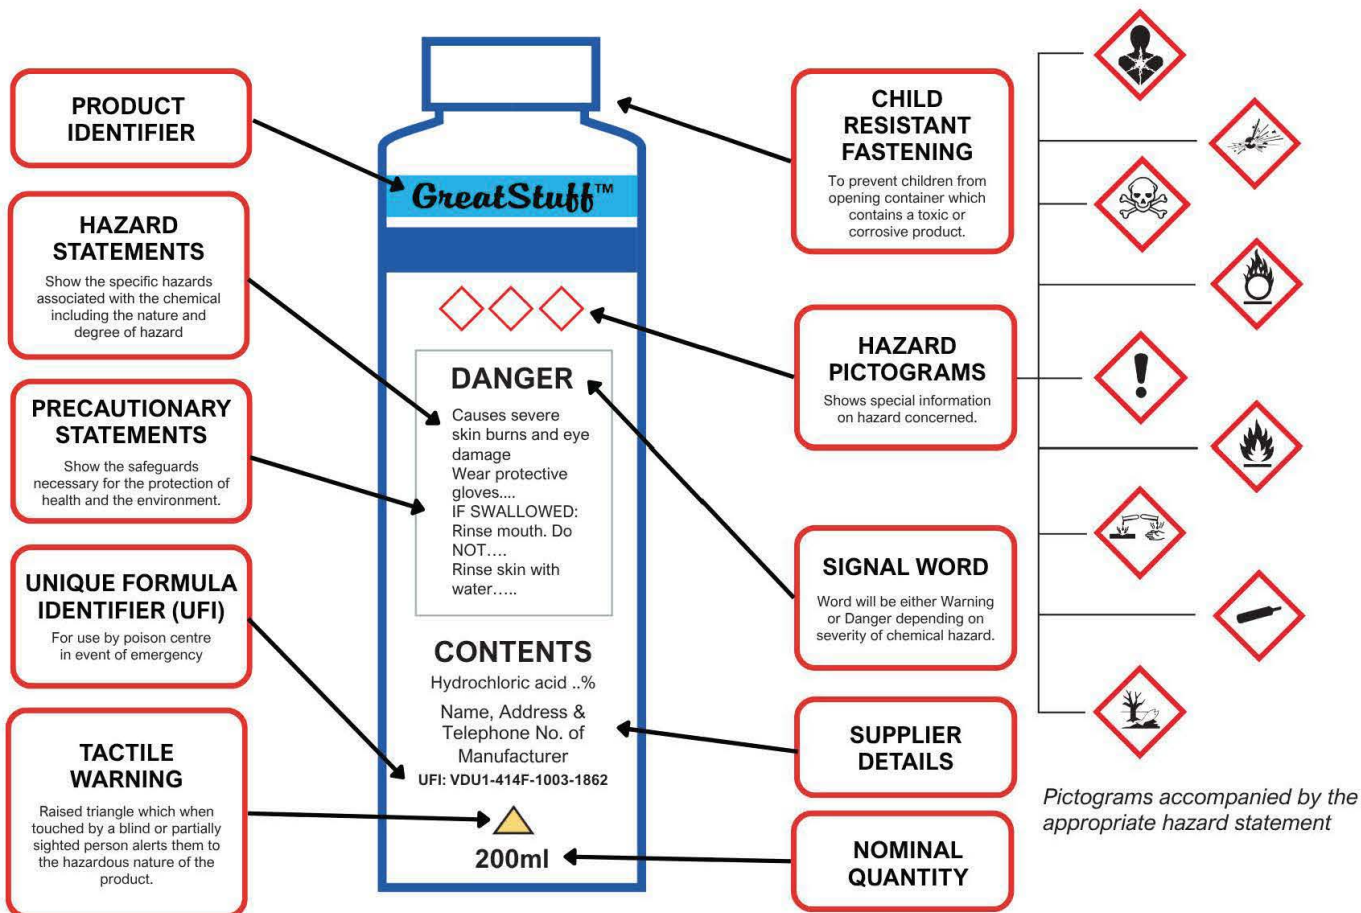 PRODUCT
IDENTIFIER
HAZARD
STATEMENTS
Show the specific hazards
associated with the chemical
including the nature and
degree of hazard
PRECAUTIONARY
STATEMENTS
Show the safeguards
necessary for the protection of
health and the environment.
UNIQUE FORMULA
IDENTIFIER (UFI)
For use by poison centre
in event of emergency
TACTILE
WARNING
Raised triangle which when
touched by a blind or partially
sighted person alerts them to
the hazardous nature of the
product.
GreatStuff™
DANGER
Causes severe
skin burns and eye
damage
Wear protective
gloves....
IF SWALLOWED:
Rinse mouth. Do
NOT....
Rinse skin with
water.....
CONTENTS
Hydrochloric acid ..%
Name, Address &
Telephone No. of
Manufacturer
UFI: VDU1-414F-1003-1862
200ml
CHILD
RESISTANT
FASTENING
To prevent children from
opening container which
contains a toxic or
corrosive product.
HAZARD
PICTOGRAMS
Shows special information
on hazard concerned.
SIGNAL WORD
Word will be either Warning
or Danger depending on
severity of chemical hazard.
SUPPLIER
DETAILS
NOMINAL
QUANTITY
Pictograms accompanied by the
appropriate hazard statement